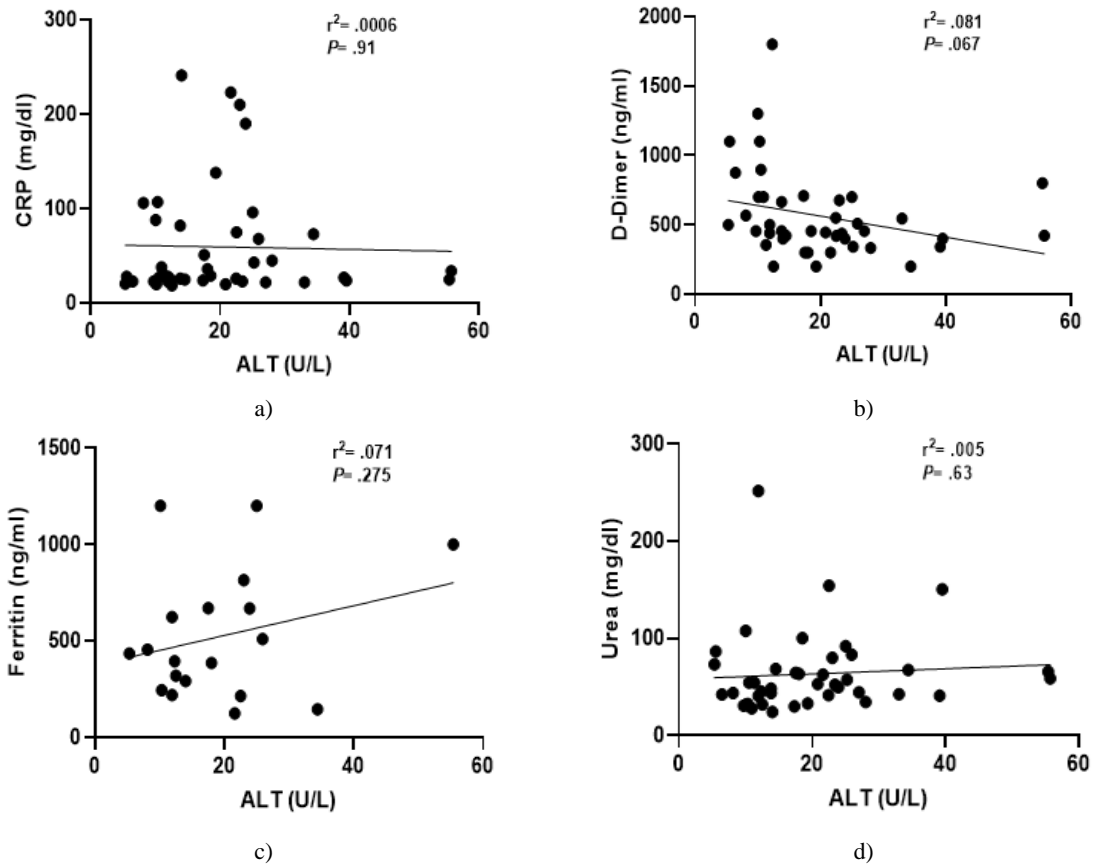 r²= .0006
P= .91
300
200
100
0
CRP (mg/dl)
0 20 40 60
ALT (U/L)
a)
r²= .081
P= .067
2000
1500
1000
500
0
D-Dimer (ng/ml)
0 20 40 60
ALT (U/L)
b)
r²= .071
P= .275
1500
1000
500
0
Ferritin (ng/ml)
0 20 40 60
ALT (U/L)
c)
r²= .005
P= .63
300
200
100
0
Urea (mg/dl)
0 20 40 60
ALT (U/L)
d)